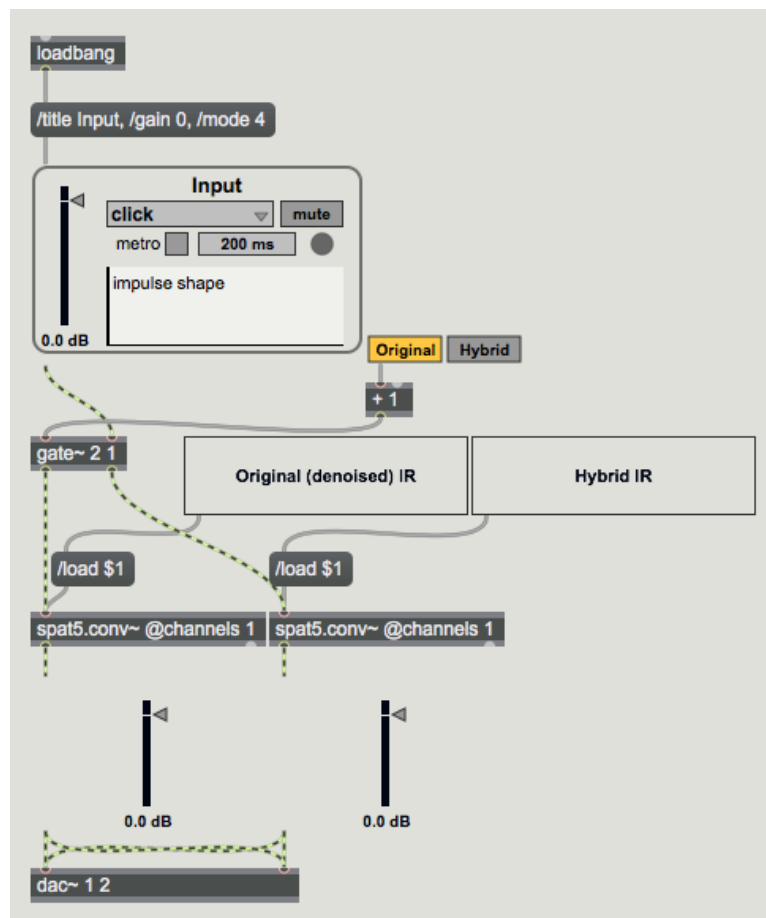 loadbang
/title Input, /gain 0, /mode 4
Input
click
mute
metro
200 ms
impulse shape
0.0 dB
Original
Hybrid
+ 1
gate~ 2 1
Original (denoised) IR
Hybrid IR
/load $1
/load $1
spat5.conv~ @channels 1
spat5.conv~ @channels 1
0.0 dB
0.0 dB
dac~ 1 2